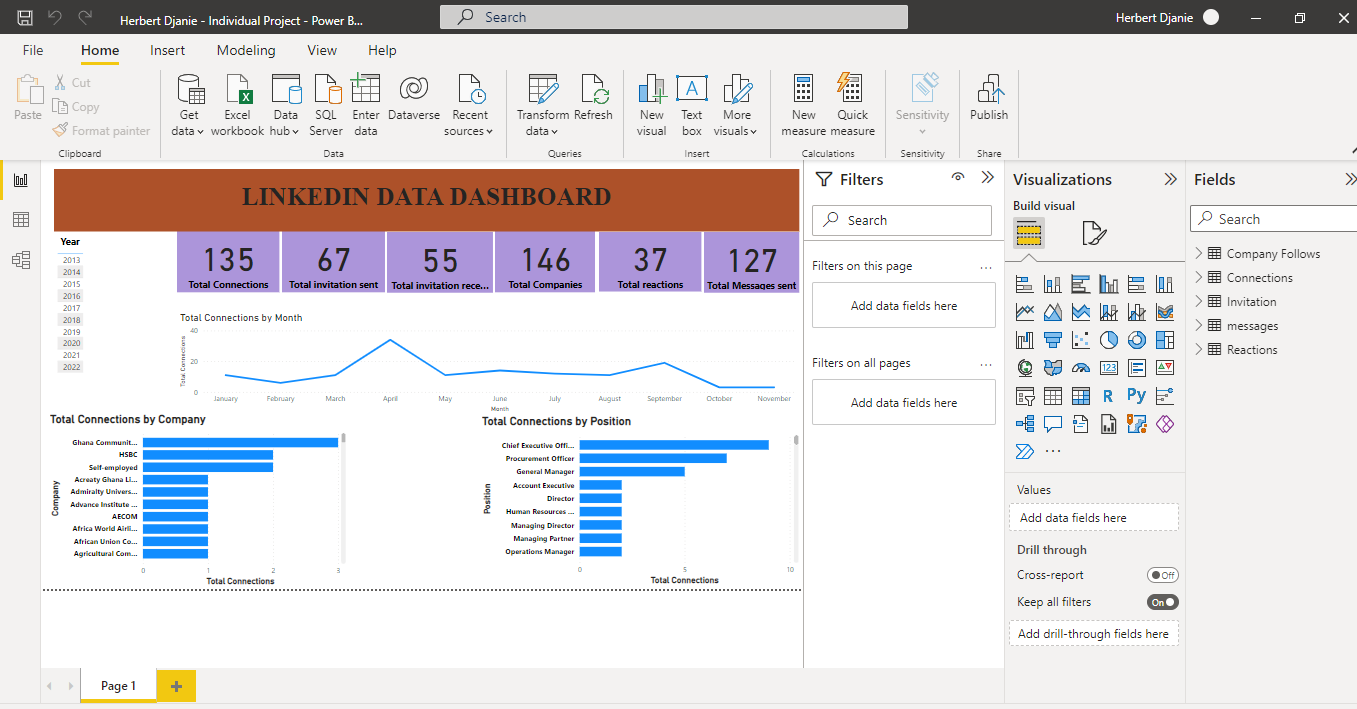 Herbert Djanie - Individual Project - Power B...
Search
Herbert Djanie
File
Home
Insert
Modeling
View
Help
Paste
Cut
Copy
Format painter
Clipboard
Get data
Excel workbook
Data hub
SQL Server
Enter data
Dataverse
Recent sources
Data
Transform data
Refresh
Queries
New visual
Text box
More visuals
Insert
New measure
Quick measure
Calculations
Sensitivity
Sensitivity
Publish
Share
LINKEDIN DATA DASHBOARD
Year
2013
2014
2015
2016
2017
2018
2019
2020
2021
2022
135
Total Connections
67
Total invitation sent
55
Total invitation rece...
146
Total Companies
37
Total reactions
127
Total Messages sent
Total Connections by Month
Total Connections
40
20
0
January
February
March
April
May
June
July
August
September
October
November
Month
Total Connections by Company
Company
Ghana Communit...
HSBC
Self-employed
Acreaty Ghana Li...
Admiralty Univers...
Advance Institute ...
AECOM
Africa World Airli...
African Union Co...
Agricultural Com...
0
1
2
3
Total Connections
Total Connections by Position
Position
Chief Executive Offi...
Procurement Officer
General Manager
Account Executive
Director
Human Resources ...
Managing Director
Managing Partner
Operations Manager
0
5
10
Total Connections
Page 1
Filters
Search
Filters on this page
...
Add data fields here
Filters on all pages
...
Add data fields here
Visualizations
Build visual
123
R
Py
...
Values
Add data fields here
Drill through
Cross-report
Off
Keep all filters
On
Add drill-through fields here
Fields
Search
Company Follows
Connections
Invitation
messages
Reactions